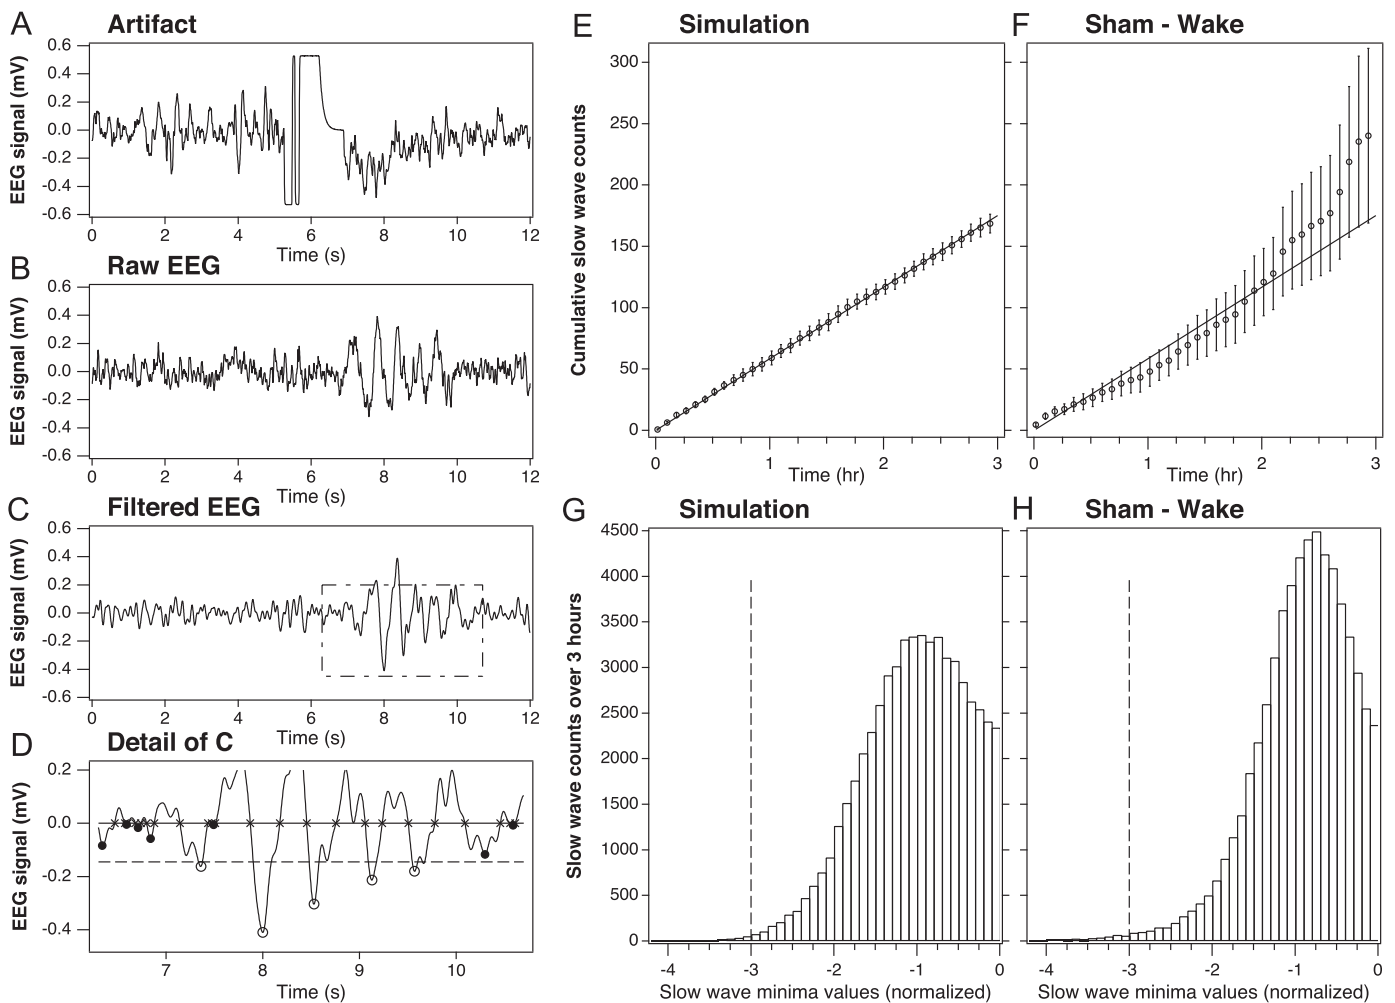 A Artifact
EEG signal (mV)
0.6
0.4
0.2
0.0
-0.2
-0.4
-0.6
0 2 4 6 8 10 12
Time (s)
B Raw EEG
EEG signal (mV)
0.6
0.4
0.2
0.0
-0.2
-0.4
-0.6
0 2 4 6 8 10 12
Time (s)
C Filtered EEG
EEG signal (mV)
0.6
0.4
0.2
0.0
-0.2
-0.4
-0.6
0 2 4 6 8 10 12
Time (s)
D Detail of C
EEG signal (mV)
0.2
0.0
-0.2
-0.4
7 8 9 10
Time (s)
E Simulation
Cumulative slow wave counts
300
250
200
150
100
50
0
0 1 2 3
Time (hr)
F Sham - Wake
0 1 2 3
Time (hr)
G Simulation
Slow wave counts over 3 hours
4500
4000
3500
3000
2500
2000
1500
1000
500
0
-4 -3 -2 -1 0
Slow wave minima values (normalized)
H Sham - Wake
-4 -3 -2 -1 0
Slow wave minima values (normalized)